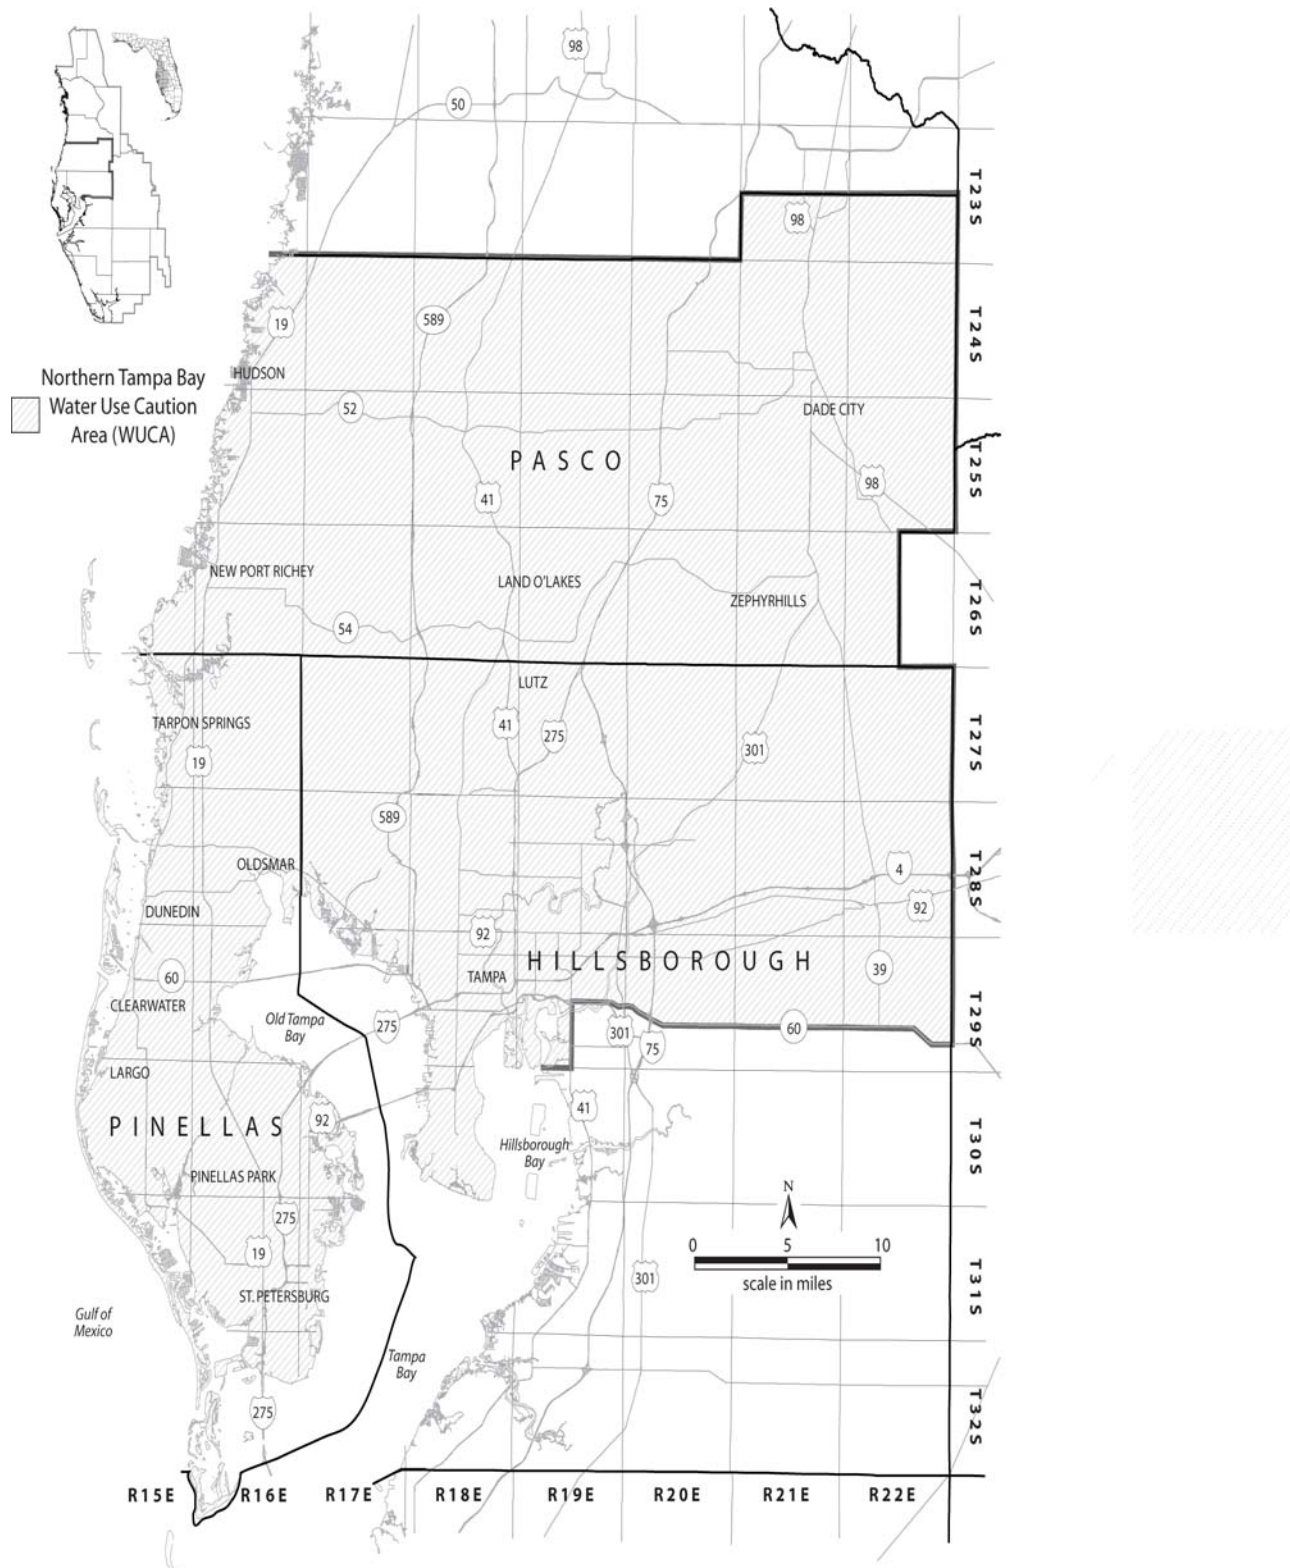 98
50
T23S
98
19
589
T24S
HUDSON
Northern Tampa Bay
Water Use Caution
Area (WUCA)
52
DADE CITY
PASCO
T25S
41
75
98
NEW PORT RICHEY
LAND O'LAKES
ZEPHYRHILLS
T26S
54
LUTZ
TARPON SPRINGS
41
275
301
T27S
19
589
OLDSMAR
4
T28S
DUNEDIN
92
92
HILLSBOROUGH
60
TAMPA
39
CLEARWATER
Old Tampa
Bay
275
301
60
T29S
75
LARGO
41
PINELLAS
92
Hillsborough
Bay
T30S
PINELLAS PARK
N
275
19
0 5 10
scale in miles
301
T31S
ST. PETERSBURG
Gulf of
Mexico
Tampa
Bay
275
T32S
R15E R16E R17E R18E R19E R20E R21E R22E